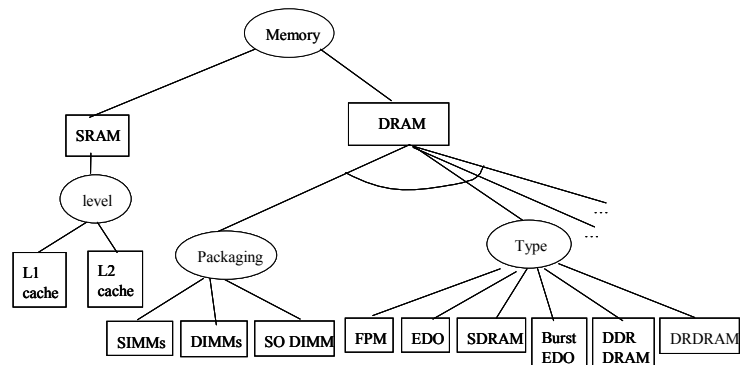 Memory
SRAM
DRAM
level
Packaging
Type
...
...
L1
cache
L2
cache
SIMMs
DIMMs
SO DIMM
FPM
EDO
SDRAM
Burst
EDO
DDR
DRAM
DRDRAM